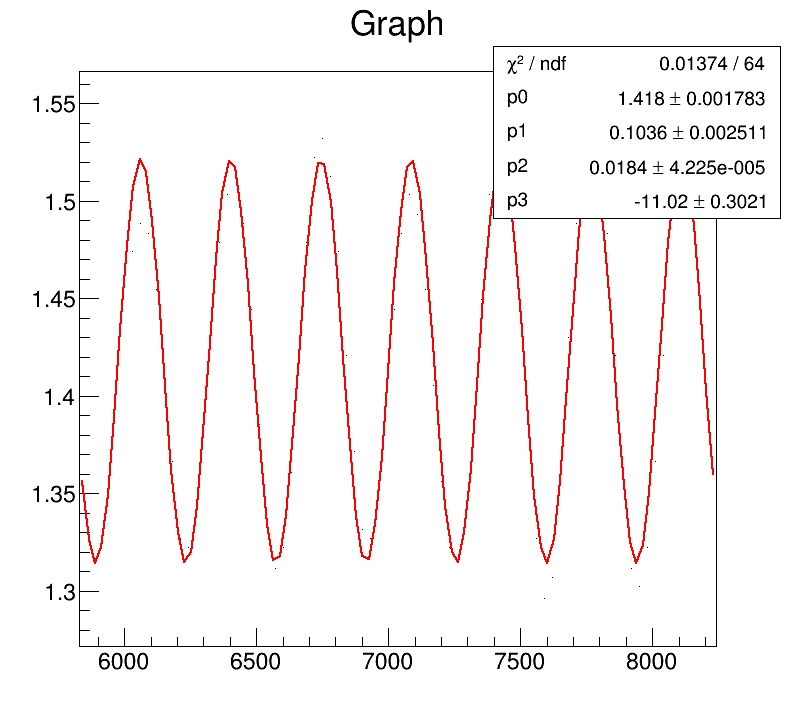 Graph
χ² / ndf 0.01374 / 64
p0 1.418 ± 0.001783
p1 0.1036 ± 0.002511
p2 0.0184 ± 4.225e-005
p3 -11.02 ± 0.3021
1.55
1.5
1.45
1.4
1.35
1.3
6000 6500 7000 7500 8000